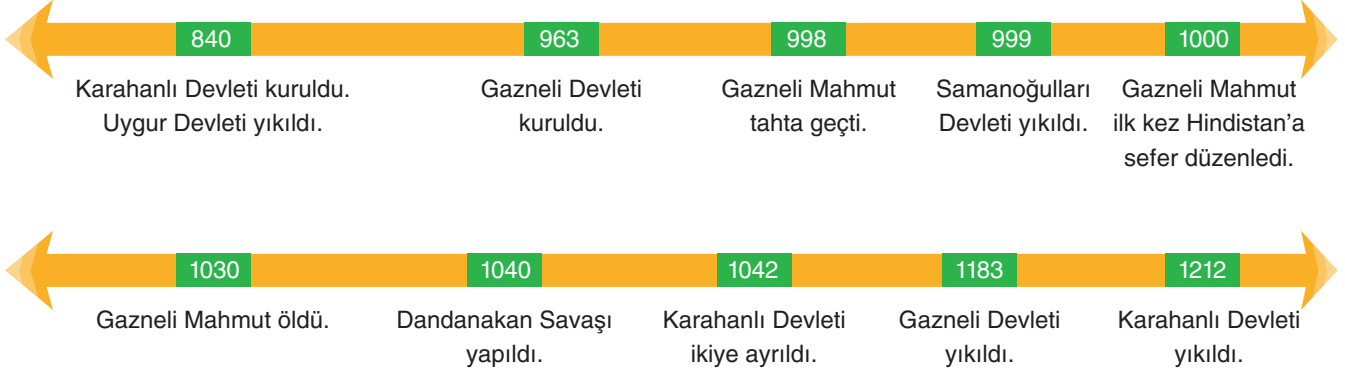 840 963 998 999 1000
Karahanlı Devleti kuruldu. Gazneli Devleti Gazneli Mahmut Samanoğulları Gazneli Mahmut
Uygur Devleti yıkıldı. kuruldu. tahta geçti. Devleti yıkıldı. ilk kez Hindistan’a
sefer düzenledi.
1030 1040 1042 1183 1212
Gazneli Mahmut öldü. Dandanakan Savaşı Karahanlı Devleti Gazneli Devleti Karahanlı Devleti
yapıldı. ikiye ayrıldı. yıkıldı. yıkıldı.